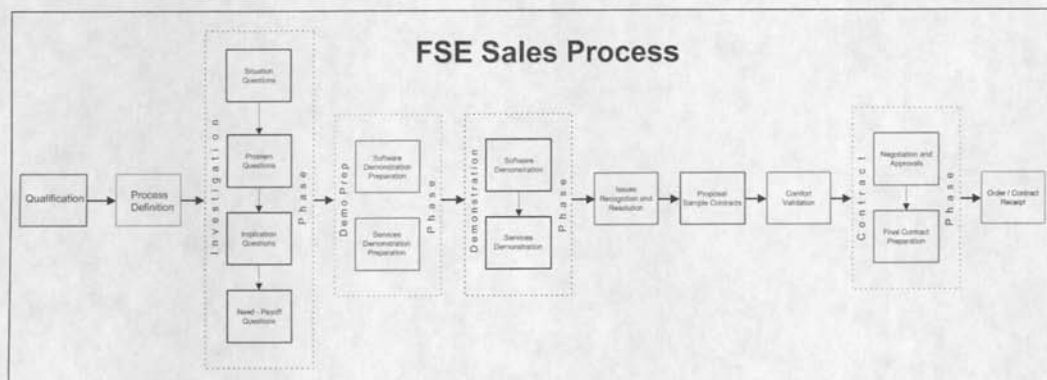 FSE Sales Process
Qualification
Process
Definition
Investigation
Phase
Situation
Questions
Problem
Questions
Implication
Questions
Need - Payoff
Questions
Demo Prep
Phase
Software
Demonstration
Preparation
Services
Demonstration
Preparation
Demonstration
Phase
Software
Demonstration
Services
Demonstration
Issues
Recognition and
Resolution
Proposal
Sample Contracts
Comfort
Validation
Contract
Phase
Negotiation and
Approvals
Final Contract
Preparation
Order / Contract
Receipt